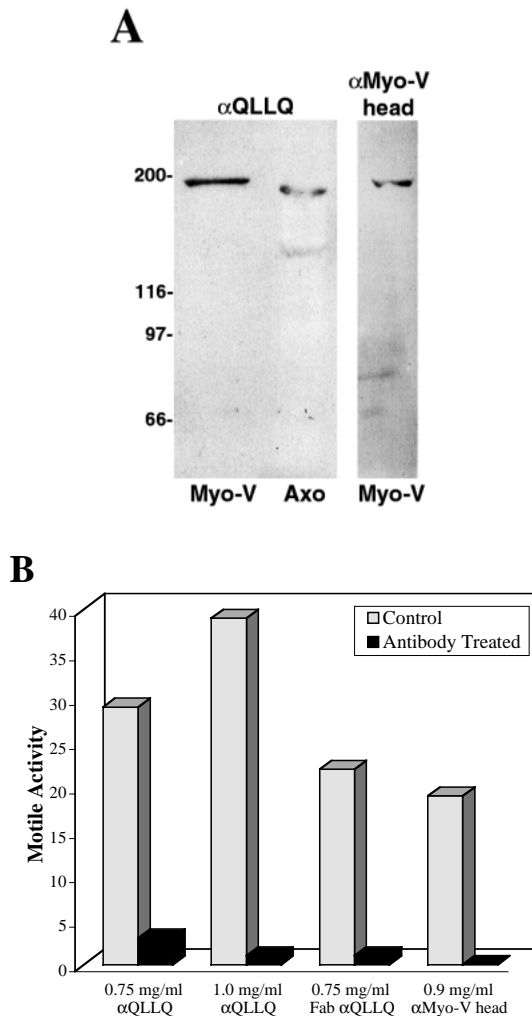 A
αQLLQ
αMyo-V
head
200-
116-
97-
66-
Myo-V
Axo
Myo-V
B
Control
Antibody Treated
Motile Activity
40
35
30
25
20
15
10
5
0
0.75 mg/ml
αQLLQ
1.0 mg/ml
αQLLQ
0.75 mg/ml
Fab αQLLQ
0.9 mg/ml
αMyo-V head